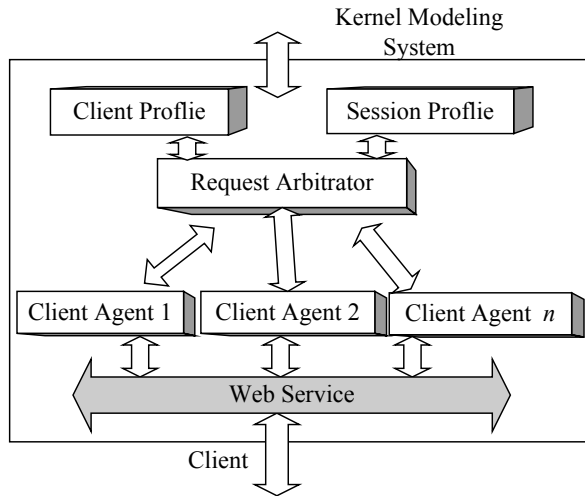 Kernel Modeling
System
Client Proflie
Session Proflie
Request Arbitrator
Client Agent 1
Client Agent 2
Client Agent n
Web Service
Client